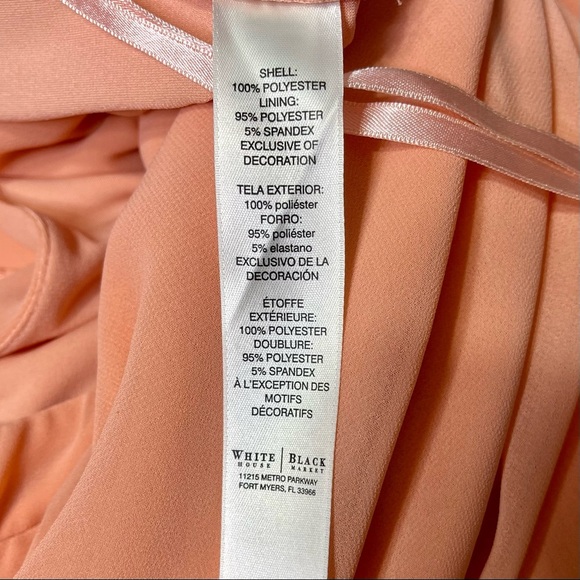 SHELL:
100% POLYESTER
LINING:
95% POLYESTER
5% SPANDEX
EXCLUSIVE OF
DECORATION
TELA EXTERIOR:
100% poliéster
FORRO:
95% poliéster
5% elastano
EXCLUSIVO DE LA
DECORACIÓN
ÉTOFFE
EXTÉRIEURE:
100% POLYESTER
DOUBLURE:
95% POLYESTER
5% SPANDEX
À L'EXCEPTION DES
MOTIFS
DÉCORATIFS
WHITE | BLACK
HOUSE | MARKET
11215 METRO PARKWAY
FORT MYERS, FL 33966